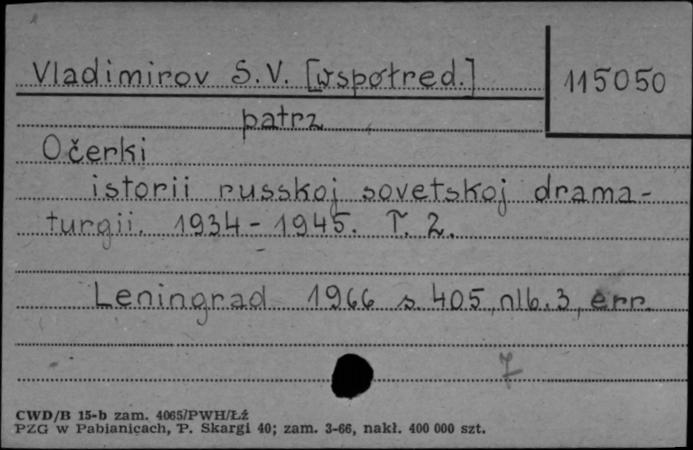 Vladimirov S.V. [współred.]
115050
patrz
Očerki
istorii russkoj sovetskoj drama-
turgii. 1934-1945. T. 2.
Leningrad 1966 s 405, nlb. 3, err.
7
CWD/B 15-b zam. 4065/PWH/Łź
PZG w Pabianicach, P. Skargi 40; zam. 3-66, nakł. 400 000 szt.